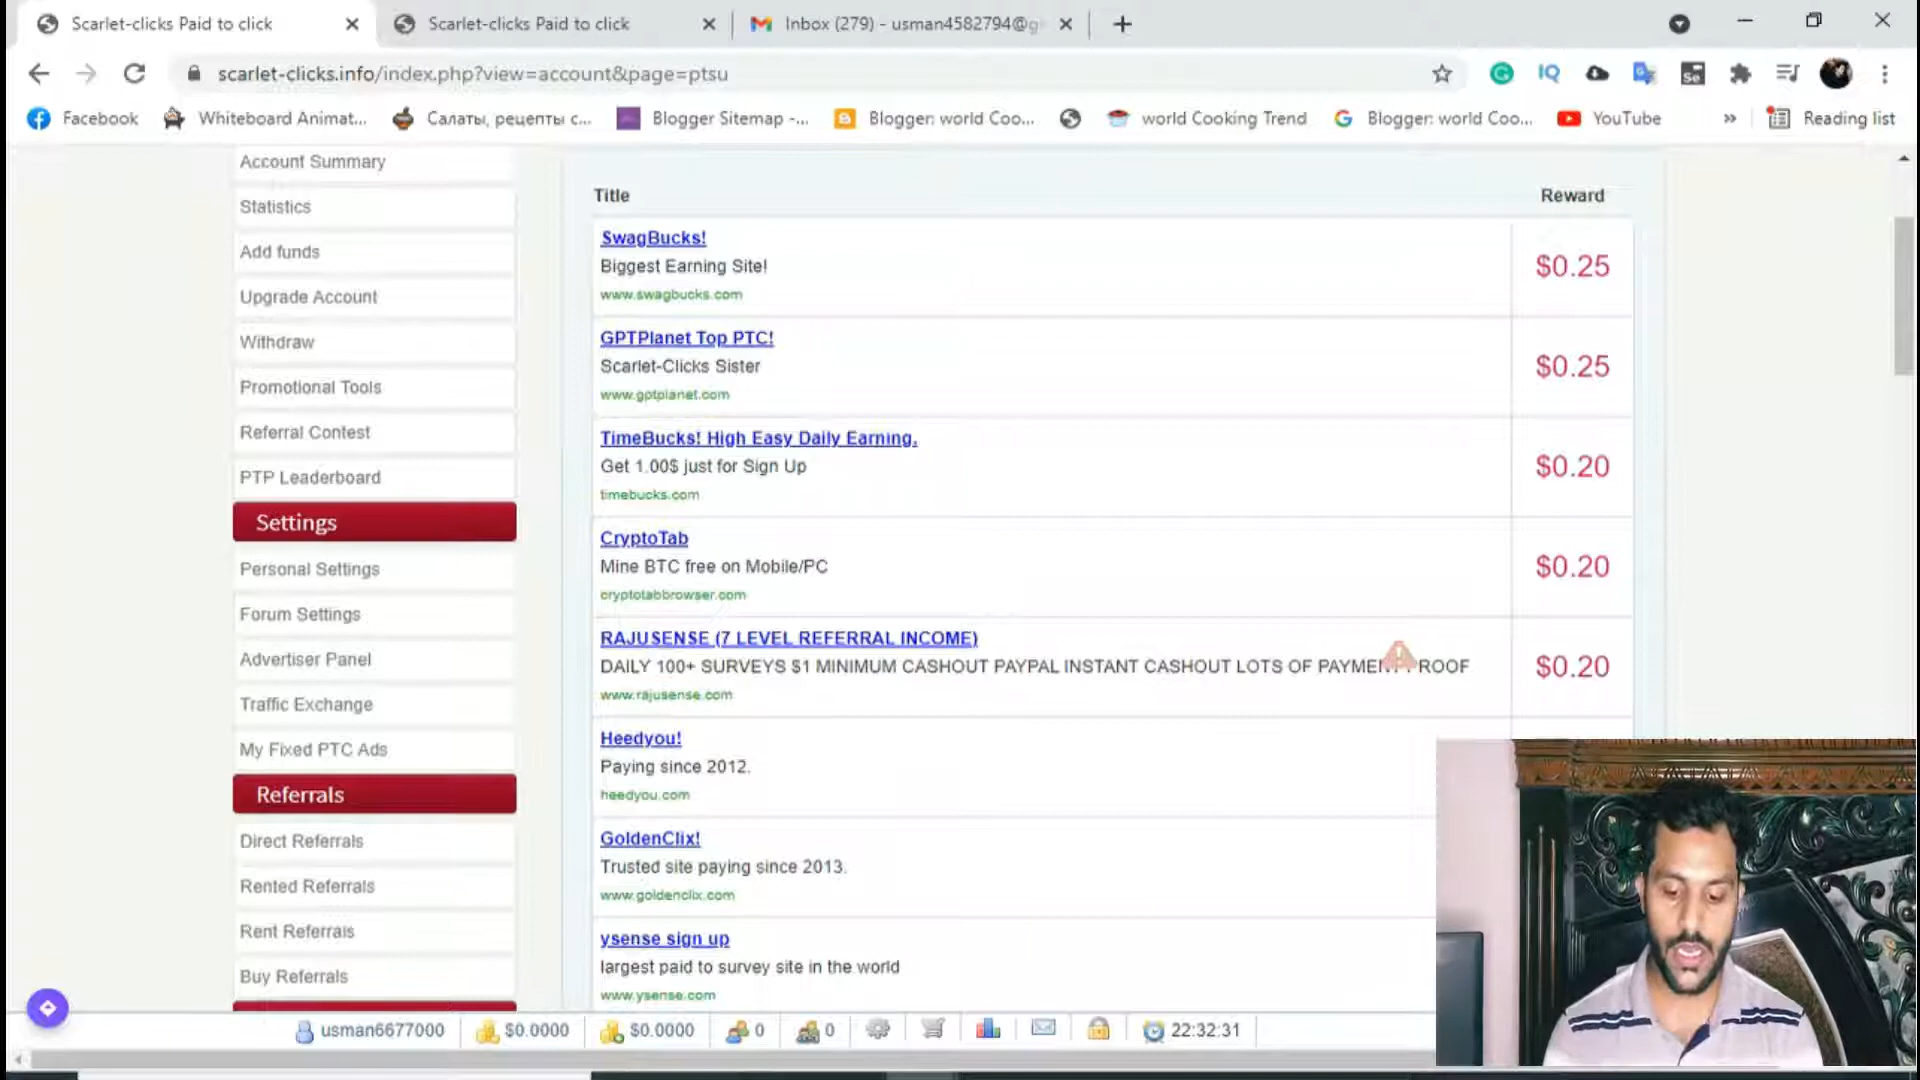 Scarlet-clicks Paid to click
Scarlet-clicks Paid to click
Inbox (279) - usman4582794@g
scarlet-clicks.info/index.php?view=account&page=ptsu
Facebook
Whiteboard Animat...
Салаты, рецепты с...
Blogger Sitemap -...
Blogger: world Coo...
world Cooking Trend
Blogger: world Coo...
YouTube
»
Reading list
Account Summary
Statistics
Add funds
Upgrade Account
Withdraw
Promotional Tools
Referral Contest
PTP Leaderboard
Settings
Personal Settings
Forum Settings
Advertiser Panel
Traffic Exchange
My Fixed PTC Ads
Referrals
Direct Referrals
Rented Referrals
Rent Referrals
Buy Referrals
Title Reward
SwagBucks!
Biggest Earning Site!
www.swagbucks.com
$0.25
GPTPlanet Top PTC!
Scarlet-Clicks Sister
www.gptplanet.com
$0.25
TimeBucks! High Easy Daily Earning.
Get 1.00$ just for Sign Up
timebucks.com
$0.20
CryptoTab
Mine BTC free on Mobile/PC
cryptotabbrowser.com
$0.20
RAJUSENSE (7 LEVEL REFERRAL INCOME)
DAILY 100+ SURVEYS $1 MINIMUM CASHOUT PAYPAL INSTANT CASHOUT LOTS OF PAYMENT PROOF
www.rajusense.com
$0.20
Heedyou!
Paying since 2012.
heedyou.com
GoldenClix!
Trusted site paying since 2013.
www.goldenclix.com
ysense sign up
largest paid to survey site in the world
www.ysense.com
usman6677000 $0.0000 $0.0000 0 0 22:32:31
IQ
Se